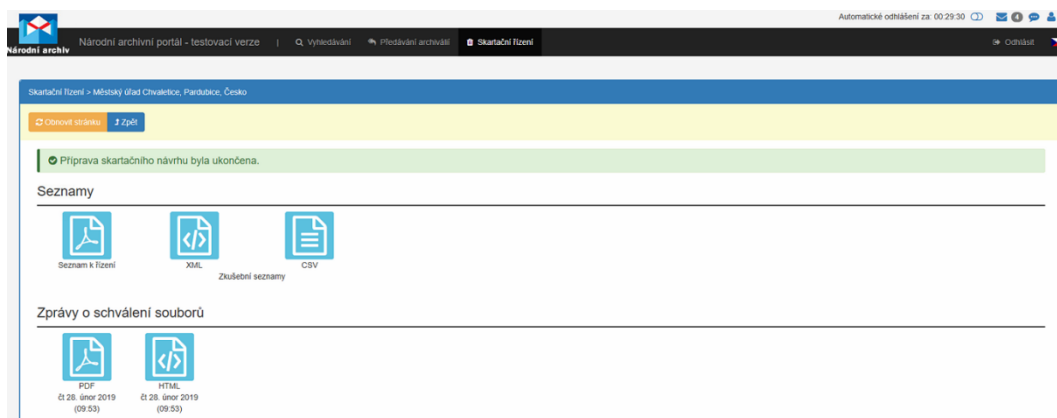 Automatické odhlášení za: 00:29:30 4
Národní archiv
Národní archivní portál - testovací verze | Vyhledávání Předávání archiválií Skartační řízení Odhlásit
Skartační řízení > Městský úřad Chvaletice, Pardubice, Česko
Obnovit stránku Zpět
Příprava skartačního návrhu byla ukončena.
Seznamy
Seznam k řízení XML CSV
Zkušební seznamy
Zprávy o schválení souborů
PDF HTML
čt 28. únor 2019 čt 28. únor 2019
(09:53) (09:53)